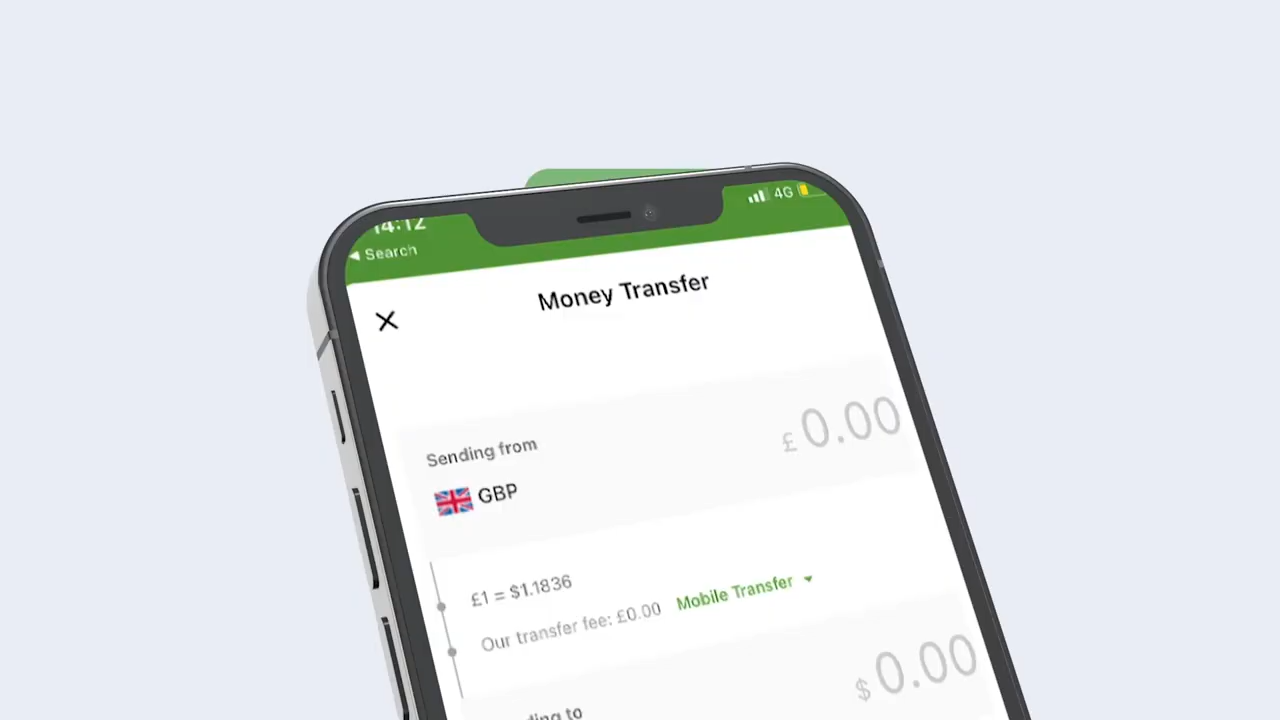 14:12
4G
Search
Money Transfer
Sending from
£ 0.00
GBP
£1 = $1.1836
Our transfer fee: £0.00 Mobile Transfer
$ 0.00
to